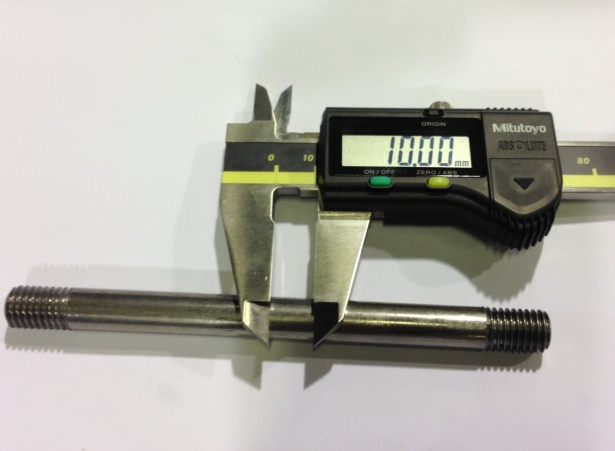 ORIGIN
Mitutoyo
ABSOLUTE
10.00 mm
ON / OFF
ZERO / ABS
0
10
80